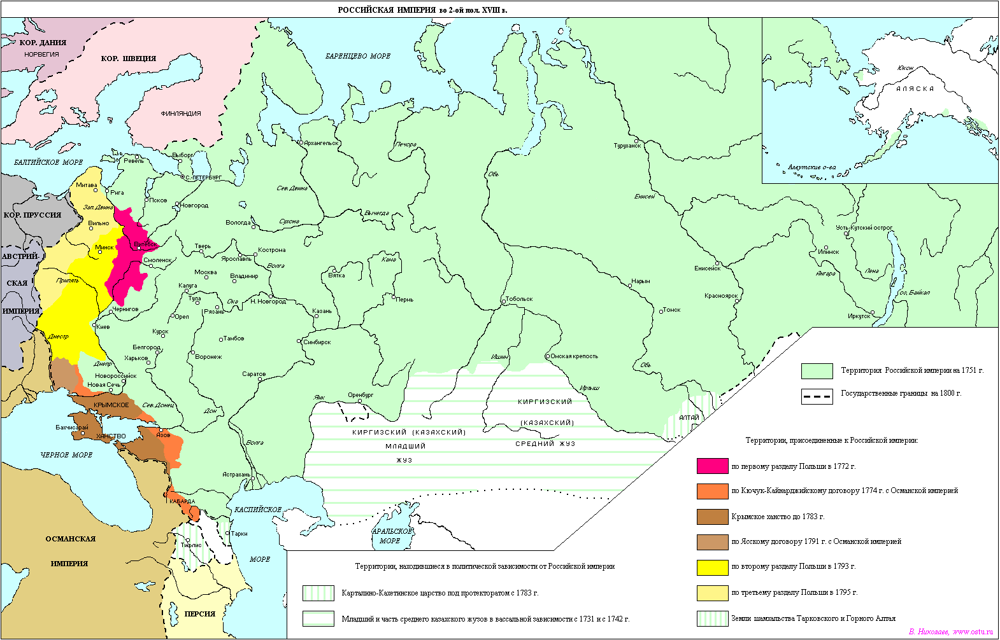 РОССИЙСКАЯ ИМПЕРИЯ во 2-ой пол. XVIII в.
КОР. ДАНИЯ
НОРВЕГИЯ
КОР. ШВЕЦИЯ
ФИНЛЯНДИЯ
БАРЕНЦЕВО МОРЕ
Юкон
АЛЯСКА
Алеутские о-ва
БАЛТИЙСКОЕ МОРЕ
Ревель
Выборг
С.-ПЕТЕРБУРГ
Архангельск
Печора
Туруханск
Обь
Енисей
Митава
Рига
Псков
Новгород
Сев. Двина
Зап. Двина
Вычегда
Сухона
Вологда
КОР. ПРУССИЯ
Вильно
Минск
Витебск
Смоленск
Тверь
Ярославль
Кострома
Волга
Кама
Вятка
Усть-Кутский острог
Илимск
Лена
Ангара
Енисейск
оз. Байкал
АВСТРИЙ-
СКАЯ
ИМПЕРИЯ
Припять
Москва
Владимир
Калуга
Тула
Рязань
Ока
Н. Новгород
Пермь
Тобольск
Нарым
Томск
Красноярск
Иркутск
Чернигов
Киев
Орел
Курск
Казань
Днестр
Белгород
Харьков
Тамбов
Воронеж
Симбирск
Днепр
Новороссийск
Новая Сечь
Саратов
Ишим
Омская крепость
Обь
Иртыш
Яик
Оренбург
КРЫМСКОЕ
ХАНСТВО
Сев. Донец
Дон
Бахчисарай
Азов
Волга
Астрахань
КИРГИЗСКИЙ (КАЗАХСКИЙ)
МЛАДШИЙ
ЖУЗ
КИРГИЗСКИЙ
(КАЗАХСКИЙ)
СРЕДНИЙ ЖУЗ
АЛТАЙ
ЧЕРНОЕ МОРЕ
КАБАРДА
КАСПИЙСКОЕ
МОРЕ
АРАЛЬСКОЕ
МОРЕ
Тарки
Тифлис
ОСМАНСКАЯ
ИМПЕРИЯ
ПЕРСИЯ
Территория Российской империи на 1751 г.
Государственные границы на 1800 г.
Территории, присоединенные к Российской империи:
по первому разделу Польши в 1772 г.
по Кючук-Кайнарджийскому договору 1774 г. с Османской империей
Крымское ханство до 1783 г.
по Ясскому договору 1791 г. с Османской империей
по второму разделу Польши в 1793 г.
по третьему разделу Польши в 1795 г.
Земли шамхальства Тарковского и Горного Алтая
Территории, находившиеся в политической зависимости от Российской империи
Карталино-Кахетинское царство под протекторатом с 1783 г.
Младший и часть среднего казахского жузов в вассальной зависимости с 1731 и с 1742 г.
В. Николаев, www.ostu.ru